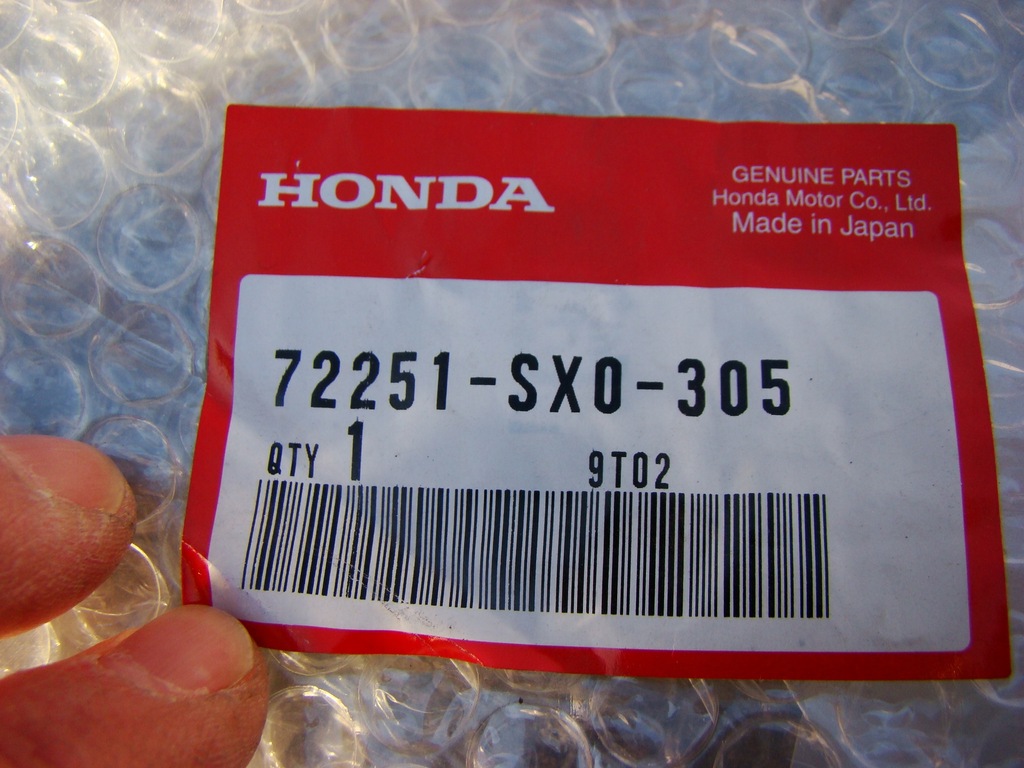 HONDA
GENUINE PARTS
Honda Motor Co., Ltd.
Made in Japan
72251-SX0-305
QTY 1 9T02